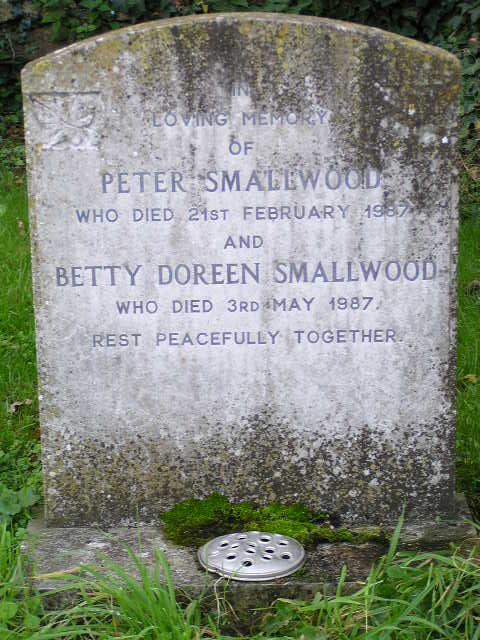 IN
LOVING MEMORY
OF
PETER SMALLWOOD
WHO DIED 21ST FEBRUARY 1987
AND
BETTY DOREEN SMALLWOOD
WHO DIED 3RD MAY 1987.
REST PEACEFULLY TOGETHER.